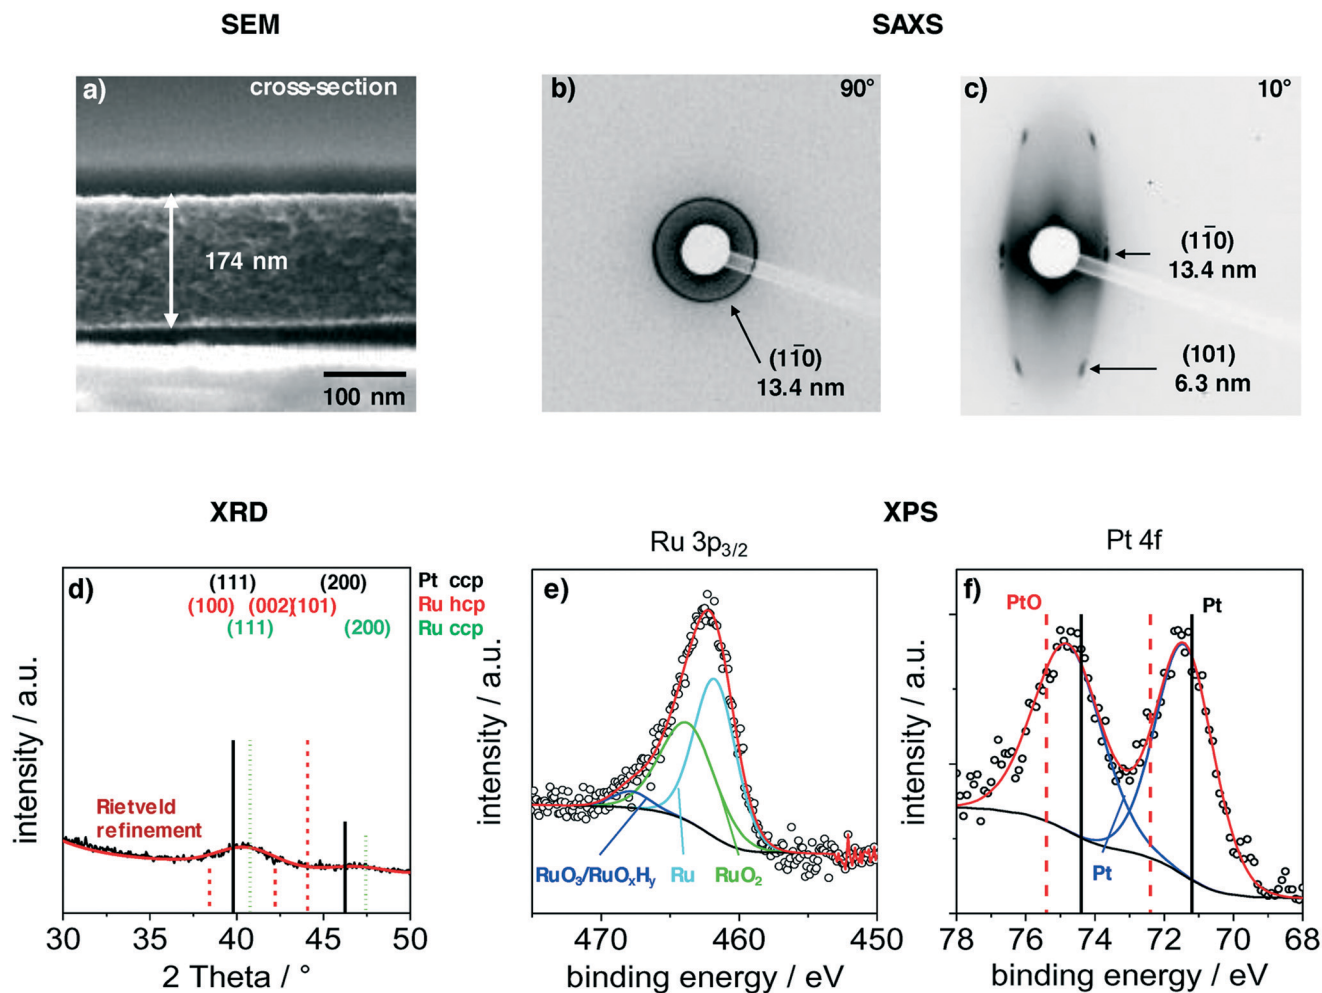 SEM
SAXS
a)
cross-section
174 nm
100 nm
b)
90°
(11̅0)
13.4 nm
c)
10°
(11̅0)
13.4 nm
(101)
6.3 nm
XRD
XPS
d)
(111)
(200)
Pt ccp
(100)
(002)
(101)
Ru hcp
(111)
(200)
Ru ccp
intensity / a.u.
Rietveld
refinement
30 35 40 45 50
2 Theta / °
Ru 3p3/2
e)
intensity / a.u.
RuO3/RuOxHy
Ru
RuO2
470 460 450
binding energy / eV
Pt 4f
f)
PtO
Pt
Pt
intensity / a.u.
78 76 74 72 70 68
binding energy / eV